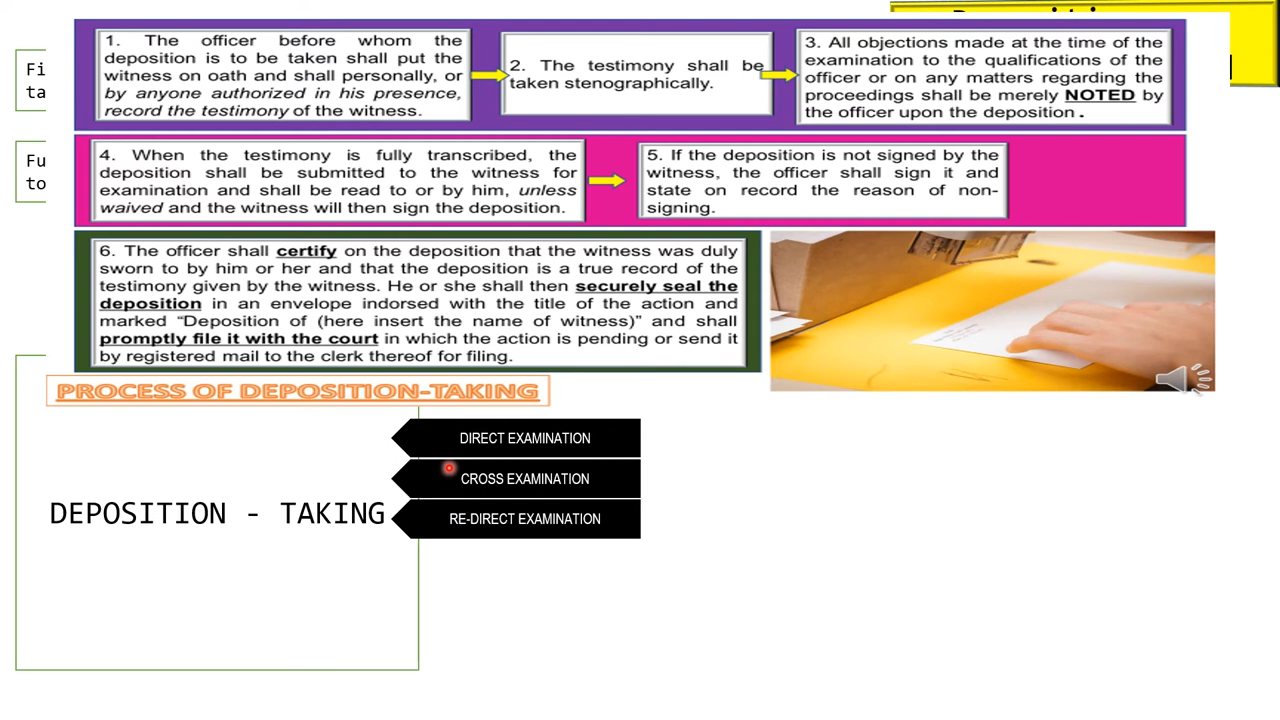 1. The officer before whom the
deposition is to be taken shall put the
witness on oath and shall personally, or
by anyone authorized in his presence,
record the testimony of the witness.
2. The testimony shall be
taken stenographically.
3. All objections made at the time of the
examination to the qualifications of the
officer or on any matters regarding the
proceedings shall be merely NOTED by
the officer upon the deposition.
Fi
ta
4. When the testimony is fully transcribed, the
deposition shall be submitted to the witness for
examination and shall be read to or by him, unless
waived and the witness will then sign the deposition.
5. If the deposition is not signed by the
witness, the officer shall sign it and
state on record the reason of non-
signing.
Fu
to
6. The officer shall certify on the deposition that the witness was duly
sworn to by him or her and that the deposition is a true record of the
testimony given by the witness. He or she shall then securely seal the
deposition in an envelope indorsed with the title of the action and
marked “Deposition of (here insert the name of witness)” and shall
promptly file it with the court in which the action is pending or send it
by registered mail to the clerk thereof for filing.
PROCESS OF DEPOSITION-TAKING
DIRECT EXAMINATION
CROSS EXAMINATION
RE-DIRECT EXAMINATION
DEPOSITION - TAKING